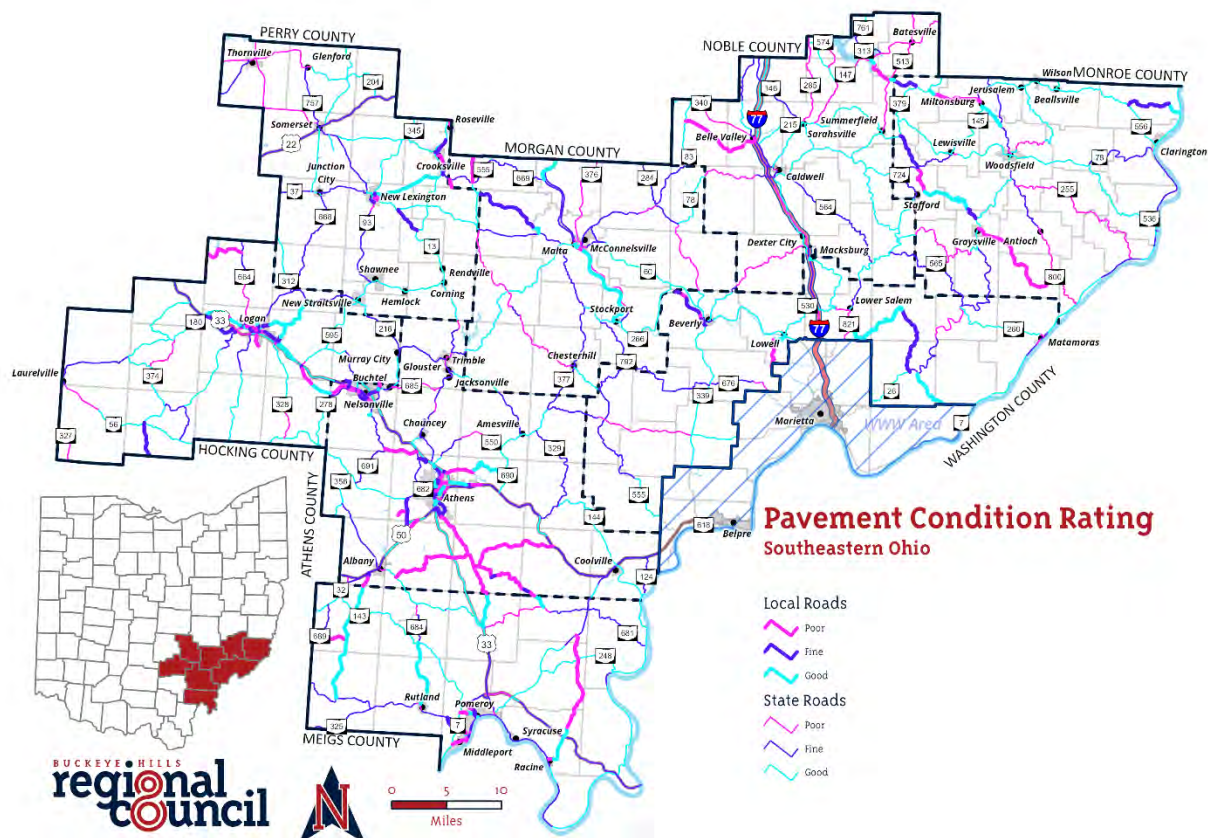 PERRY COUNTY
Thornville
Glenford
204
757
Somerset
22
345
Roseville
Junction
City
Crooksville
37
New Lexington
93
668
13
Shawnee
Rendville
Hemlock
Corning
312
New Straitsville
664
Logan
180
33
595
216
Murray City
Laurelville
374
Buchtel
Glouster
Trimble
Jacksonville
685
Nelsonville
328
278
56
327
HOCKING COUNTY
MORGAN COUNTY
555
669
376
284
83
78
Malta
McConnelsville
60
Stockport
266
792
Chesterhill
377
NOBLE COUNTY
574
761
313
Batesville
513
147
285
146
340
77
Belle Valley
215
Summerfield
Sarahsville
Caldwell
564
Dexter City
Macksburg
MONROE COUNTY
Wilson
Jerusalem
Beallsville
379
Miltonsburg
145
556
Clarington
Lewisville
Woodsfield
78
724
255
Stafford
536
Graysville
Antioch
565
800
530
Lower Salem
77
821
260
Matamoras
Beverly
Lowell
676
339
26
7
WASHINGTON COUNTY
Marietta
WWW Area
618
Belpre
Chauncey
Amesville
550
329
691
356
690
682
Athens
555
144
50
ATHENS COUNTY
Albany
Coolville
124
32
143
684
681
689
33
248
Rutland
Pomeroy
325
7
Syracuse
Middleport
Racine
MEIGS COUNTY
Pavement Condition Rating
Southeastern Ohio
Local Roads
Poor
Fine
Good
State Roads
Poor
Fine
Good
BUCKEYE HILLS
regional
council
N
0 5 10
Miles